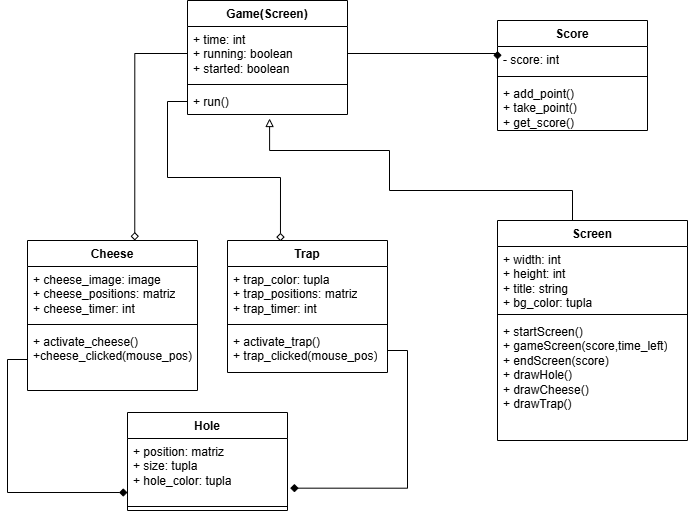 Game(Screen)
+ time: int
+ running: boolean
+ started: boolean
+ run()
Score
- score: int
+ add_point()
+ take_point()
+ get_score()
Cheese
+ cheese_image: image
+ cheese_positions: matriz
+ cheese_timer: int
+ activate_cheese()
+cheese_clicked(mouse_pos)
Trap
+ trap_color: tupla
+ trap_positions: matriz
+ trap_timer: int
+ activate_trap()
+ trap_clicked(mouse_pos)
Screen
+ width: int
+ height: int
+ title: string
+ bg_color: tupla
+ startScreen()
+ gameScreen(score,time_left)
+ endScreen(score)
+ drawHole()
+ drawCheese()
+ drawTrap()
Hole
+ position: matriz
+ size: tupla
+ hole_color: tupla